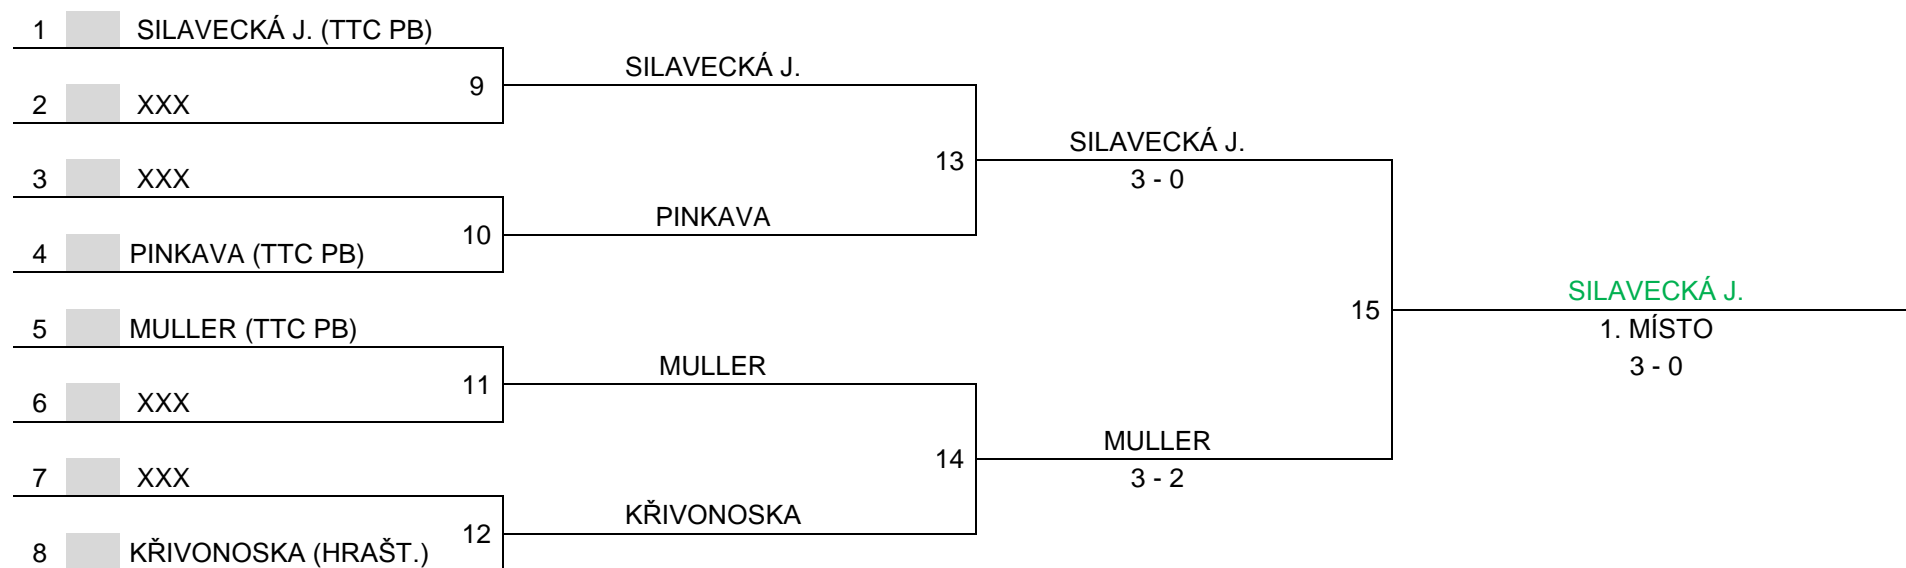 1 SILAVECKÁ J. (TTC PB)
SILAVECKÁ J.
9
2 XXX
SILAVECKÁ J.
13
3 XXX
3 - 0
PINKAVA
10
4 PINKAVA (TTC PB)
SILAVECKÁ J.
15
5 MULLER (TTC PB)
1. MÍSTO
MULLER
3 - 0
11
6 XXX
MULLER
14
7 XXX
3 - 2
KŘIVONOSKA
12
8 KŘIVONOSKA (HRAŠT.)